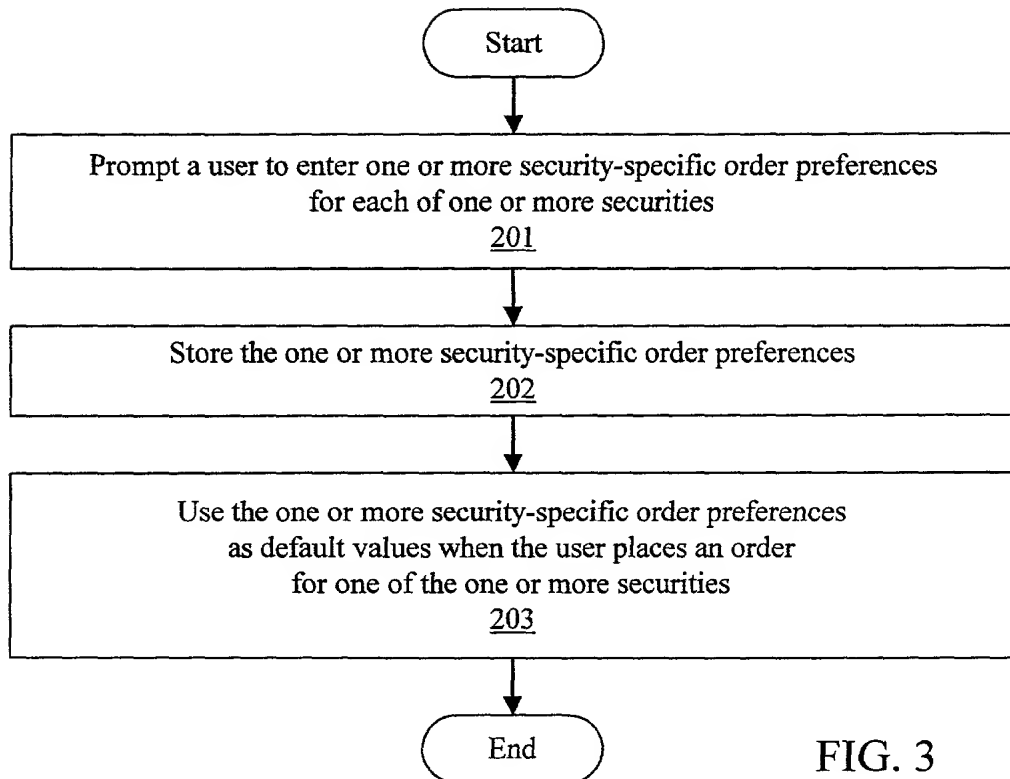 Start
Prompt a user to enter one or more security-specific order preferences
for each of one or more securities
201
Store the one or more security-specific order preferences
202
Use the one or more security-specific order preferences
as default values when the user places an order
for one of the one or more securities
203
End
FIG. 3